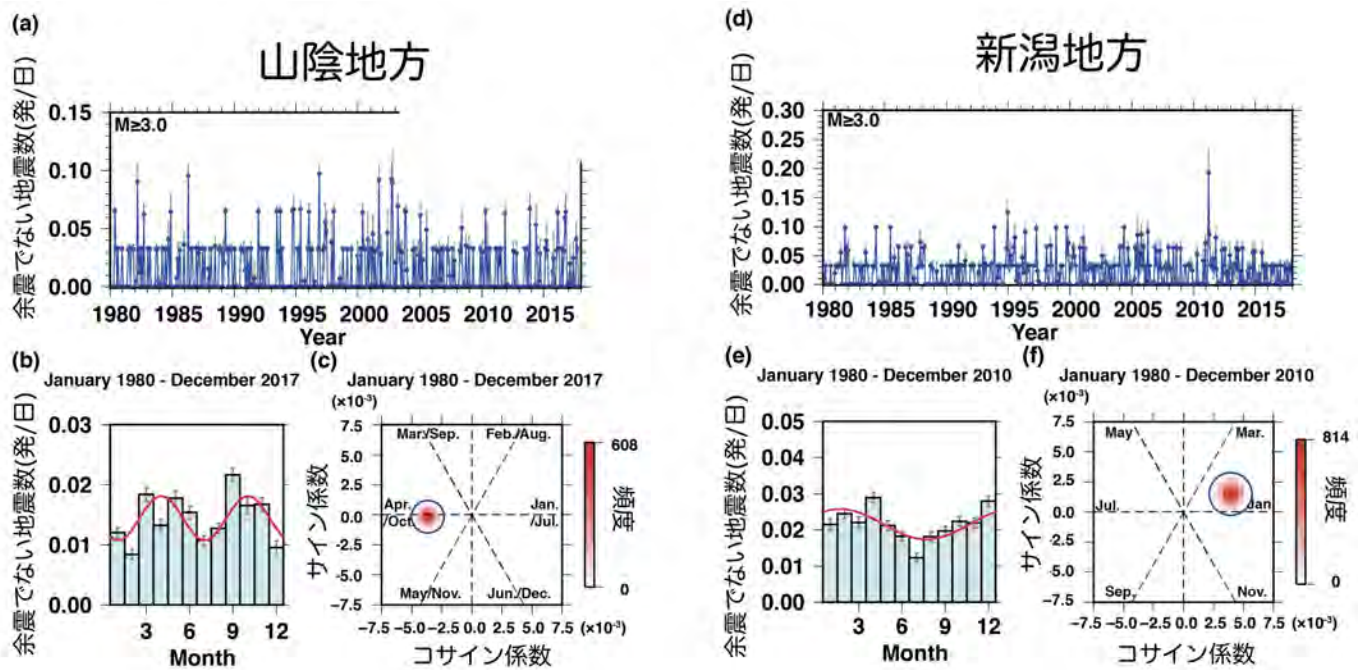 (a)
山陰地方
余震でない地震数(発/日)
0.15
0.10
0.05
0.00
M≥3.0
1980 1985 1990 1995 2000 2005 2010 2015
Year
(b)
January 1980 - December 2017
余震でない地震数(発/日)
0.03
0.02
0.01
0.00
3 6 9 12
Month
(c)
January 1980 - December 2017
(×10⁻³)
サイン係数
7.5
5.0
2.5
0.0
−2.5
−5.0
−7.5
Mar./Sep. Feb./Aug.
Apr. Jan.
/Oct. /Jul.
May/Nov. Jun./Dec.
−7.5 −5.0 −2.5 0.0 2.5 5.0 7.5 (×10⁻³)
コサイン係数
608
頻度
0
(d)
新潟地方
余震でない地震数(発/日)
0.30
0.25
0.20
0.15
0.10
0.05
0.00
M≥3.0
1980 1985 1990 1995 2000 2005 2010 2015
Year
(e)
January 1980 - December 2010
余震でない地震数(発/日)
0.05
0.04
0.03
0.02
0.01
0.00
3 6 9 12
Month
(f)
January 1980 - December 2010
(×10⁻³)
サイン係数
7.5
5.0
2.5
0.0
−2.5
−5.0
−7.5
May Mar.
Jul. Jan
Sep. Nov.
−7.5 −5.0 −2.5 0.0 2.5 5.0 7.5 (×10⁻³)
コサイン係数
814
頻度
0